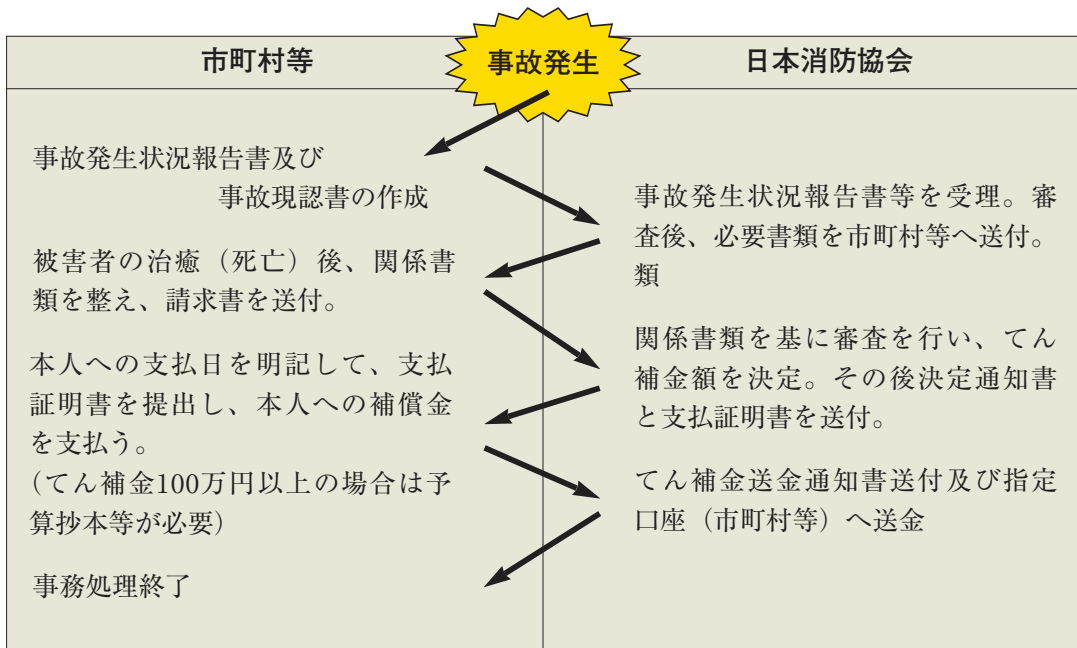 市町村等
事故発生
日本消防協会
事故発生状況報告書及び
事故現認書の作成
事故発生状況報告書等を受理。審
査後、必要書類を市町村等へ送付。
類
被害者の治癒（死亡）後、関係書
類を整え、請求書を送付。
関係書類を基に審査を行い、てん
補金額を決定。その後決定通知書
と支払証明書を送付。
本人への支払日を明記して、支払
証明書を提出し、本人への補償金
を支払う。
（てん補金100万円以上の場合は予
算抄本等が必要）
てん補金送金通知書送付及び指定
口座（市町村等）へ送金
事務処理終了